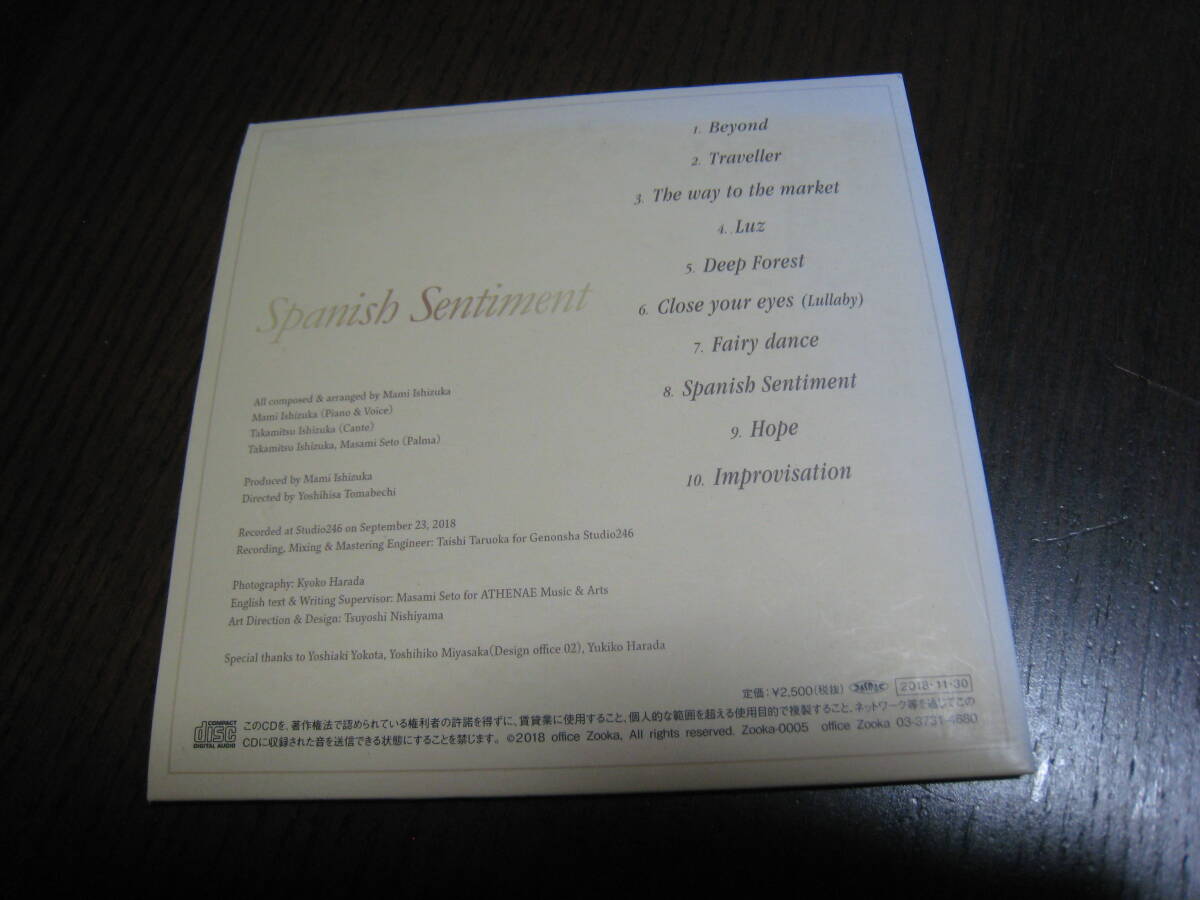 1. Beyond
2. Traveller
3. The way to the market
4. Luz
5. Deep Forest
6. Close your eyes (Lullaby)
7. Fairy dance
8. Spanish Sentiment
9. Hope
10. Improvisation
Spanish Sentiment
All composed & arranged by Mami Ishizuka
Mami Ishizuka (Piano & Voice)
Takamitsu Ishizuka (Cante)
Takamitsu Ishizuka, Masami Seto (Palma)
Produced by Mami Ishizuka
Directed by Yoshihisa Tomabechi
Recorded at Studio246 on September 23, 2018
Recording, Mixing & Mastering Engineer: Taishi Taruoka for Genonsha Studio246
Photography: Kyoko Harada
English text & Writing Supervisor: Masami Seto for ATHENAE Music & Arts
Art Direction & Design: Tsuyoshi Nishiyama
Special thanks to Yoshiaki Yokota, Yoshihiko Miyasaka(Design office 02), Yukiko Harada
定価:¥2,500(税抜) 2018・11・30
COMPACT
disc
DIGITAL AUDIO
このCDを、著作権法で認められている権利者の許諾を得ずに、賃貸業に使用すること、個人的な範囲を超える使用目的で複製すること、ネットワーク等を通じてこの
CDに収録された音を送信できる状態にすることを禁じます。 ©2018 office Zooka, All rights reserved. Zooka-0005 office Zooka 03-3731-4880